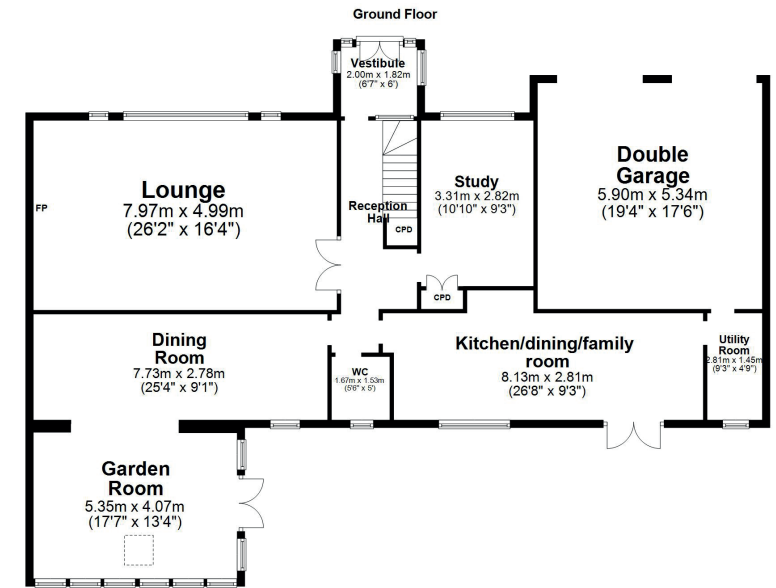 Ground Floor
Vestibule
2.00m x 1.82m
(6'7" x 6')
Lounge
7.97m x 4.99m
(26'2" x 16'4")
FP
Reception
Hall
CPD
Study
3.31m x 2.82m
(10'10" x 9'3")
CPD
Double
Garage
5.90m x 5.34m
(19'4" x 17'6")
Dining
Room
7.73m x 2.78m
(25'4" x 9'1")
WC
1.67m x 1.53m
(5'6" x 5')
Kitchen/dining/family
room
8.13m x 2.81m
(26'8" x 9'3")
Utility
Room
2.81m x 1.45m
(9'3" x 4'9")
Garden
Room
5.35m x 4.07m
(17'7" x 13'4")